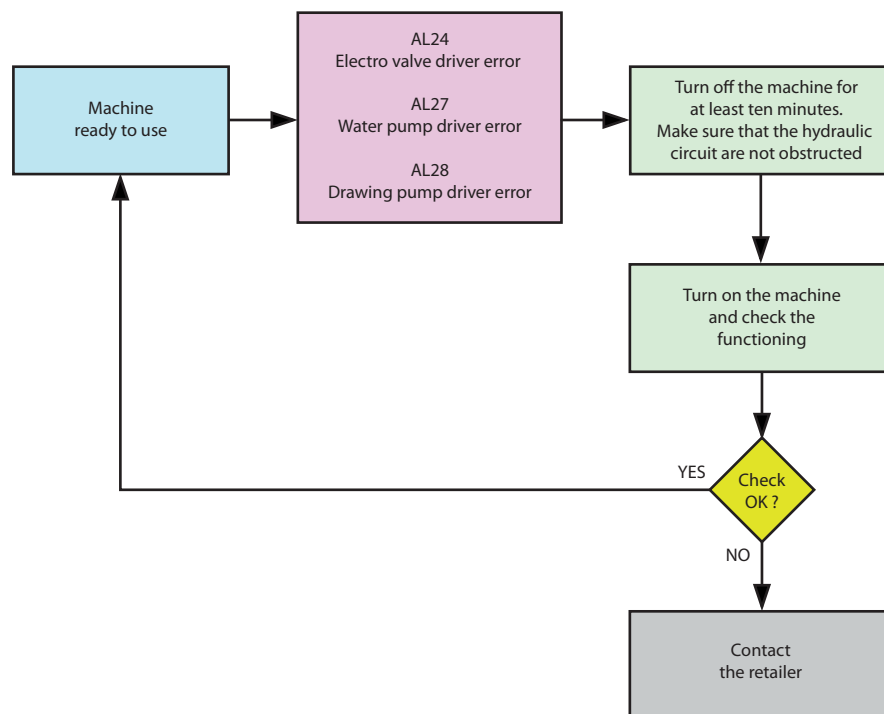 Machine
ready to use
AL24
Electro valve driver error
AL27
Water pump driver error
AL28
Drawing pump driver error
Turn off the machine for
at least ten minutes.
Make sure that the hydraulic
circuit are not obstructed
Turn on the machine
and check the
functioning
Check
OK ?
YES
NO
Contact
the retailer